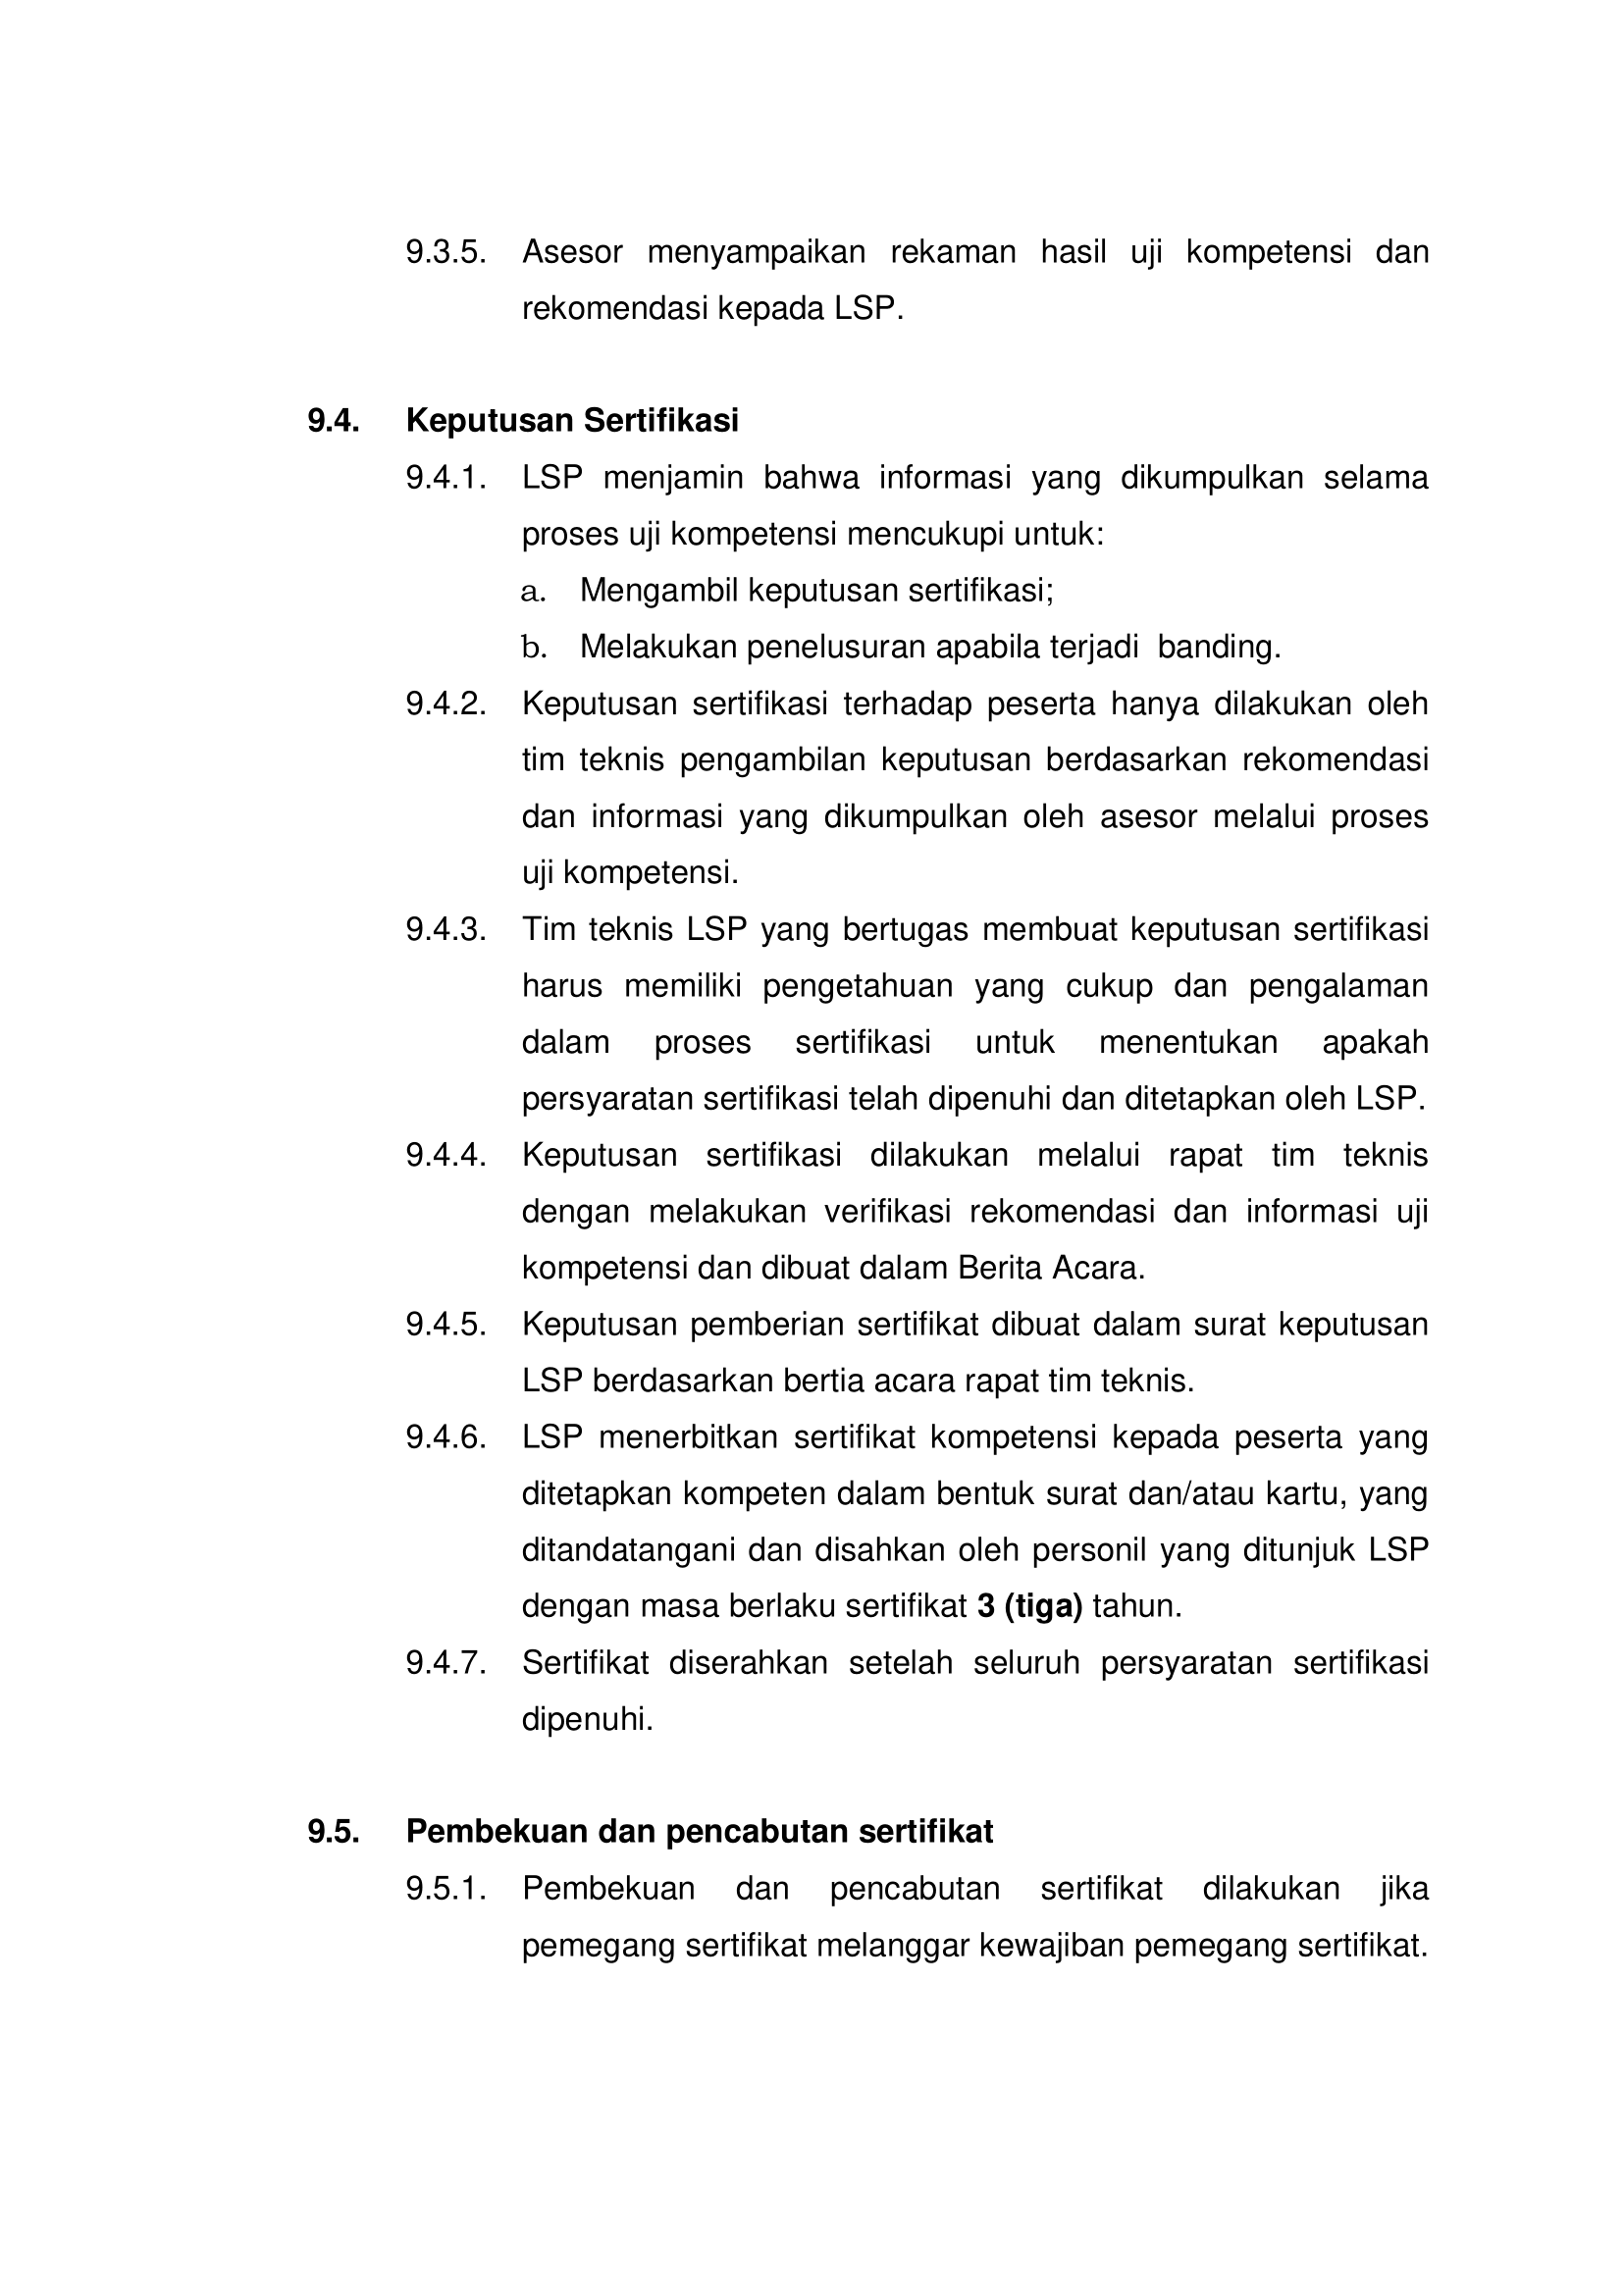 9.3.5. Asesor menyampaikan rekaman hasil uji kompetensi dan
rekomendasi kepada LSP.
9.4. Keputusan Sertifikasi
9.4.1. LSP menjamin bahwa informasi yang dikumpulkan selama
proses uji kompetensi mencukupi untuk:
a. Mengambil keputusan sertifikasi;
b. Melakukan penelusuran apabila terjadi  banding.
9.4.2. Keputusan sertifikasi terhadap peserta hanya dilakukan oleh
tim teknis pengambilan keputusan berdasarkan rekomendasi
dan informasi yang dikumpulkan oleh asesor melalui proses
uji kompetensi.
9.4.3. Tim teknis LSP yang bertugas membuat keputusan sertifikasi
harus memiliki pengetahuan yang cukup dan pengalaman
dalam proses sertifikasi untuk menentukan apakah
persyaratan sertifikasi telah dipenuhi dan ditetapkan oleh LSP.
9.4.4. Keputusan sertifikasi dilakukan melalui rapat tim teknis
dengan melakukan verifikasi rekomendasi dan informasi uji
kompetensi dan dibuat dalam Berita Acara.
9.4.5. Keputusan pemberian sertifikat dibuat dalam surat keputusan
LSP berdasarkan bertia acara rapat tim teknis.
9.4.6. LSP menerbitkan sertifikat kompetensi kepada peserta yang
ditetapkan kompeten dalam bentuk surat dan/atau kartu, yang
ditandatangani dan disahkan oleh personil yang ditunjuk LSP
dengan masa berlaku sertifikat 3 (tiga) tahun.
9.4.7. Sertifikat diserahkan setelah seluruh persyaratan sertifikasi
dipenuhi.
9.5. Pembekuan dan pencabutan sertifikat
9.5.1. Pembekuan dan pencabutan sertifikat dilakukan jika
pemegang sertifikat melanggar kewajiban pemegang sertifikat.